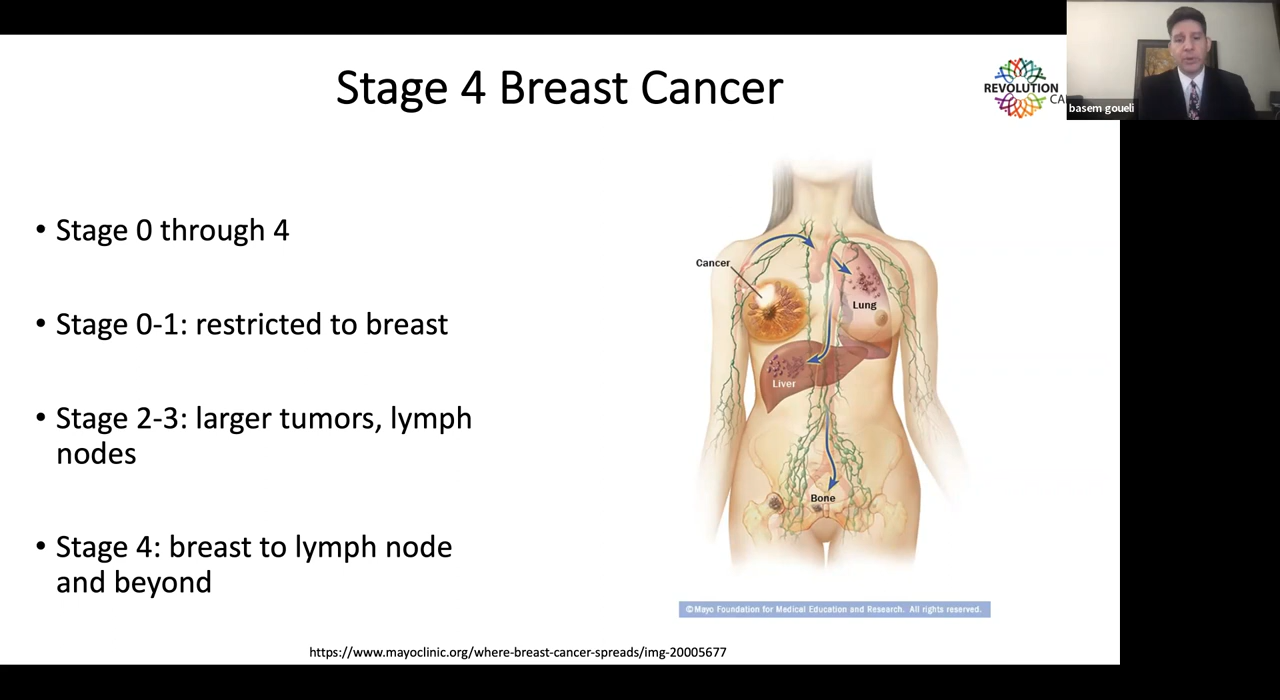 Stage 4 Breast Cancer
REVOLUTION
CA
basem goueli
• Stage 0 through 4
• Stage 0-1: restricted to breast
• Stage 2-3: larger tumors, lymph
nodes
• Stage 4: breast to lymph node
and beyond
Cancer
Lung
Liver
Bone
©Mayo Foundation for Medical Education and Research. All rights reserved.
https://www.mayoclinic.org/where-breast-cancer-spreads/img-20005677